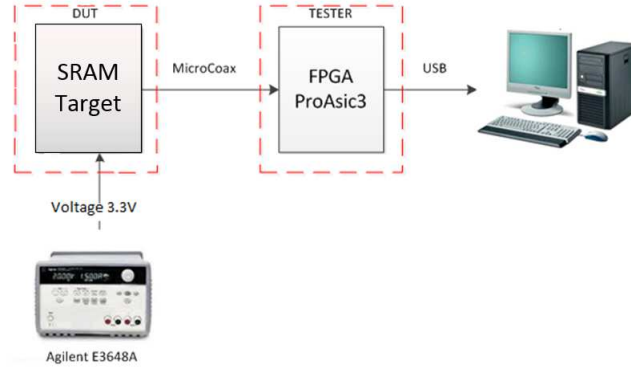 DUT
TESTER
SRAM
Target
MicroCoax
FPGA
ProAsic3
USB
Voltage 3.3V
Agilent E3648A